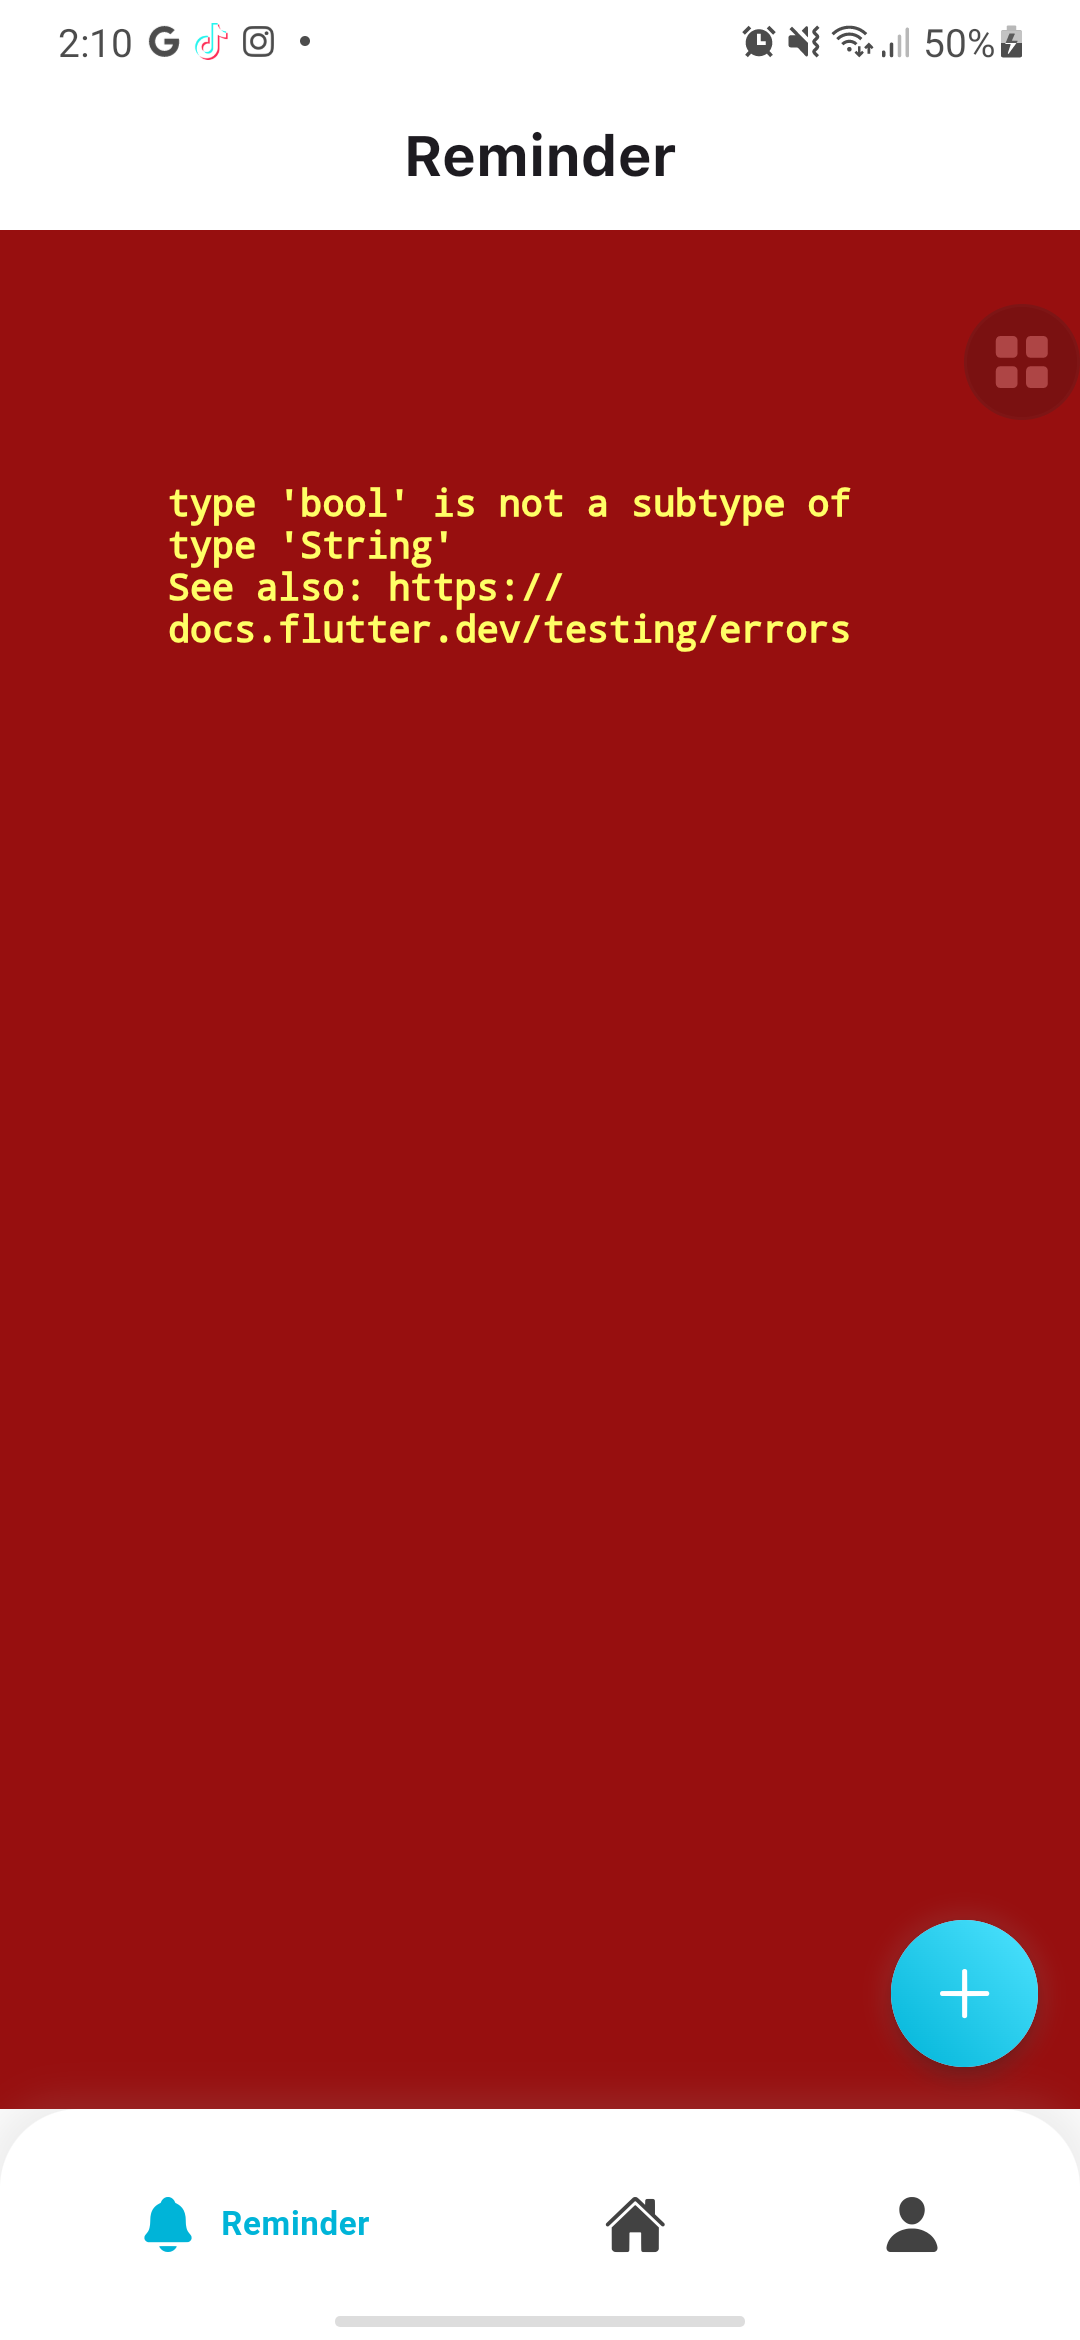 2:10 50%
Reminder
type 'bool' is not a subtype of
type 'String'
See also: https://
docs.flutter.dev/testing/errors
Reminder